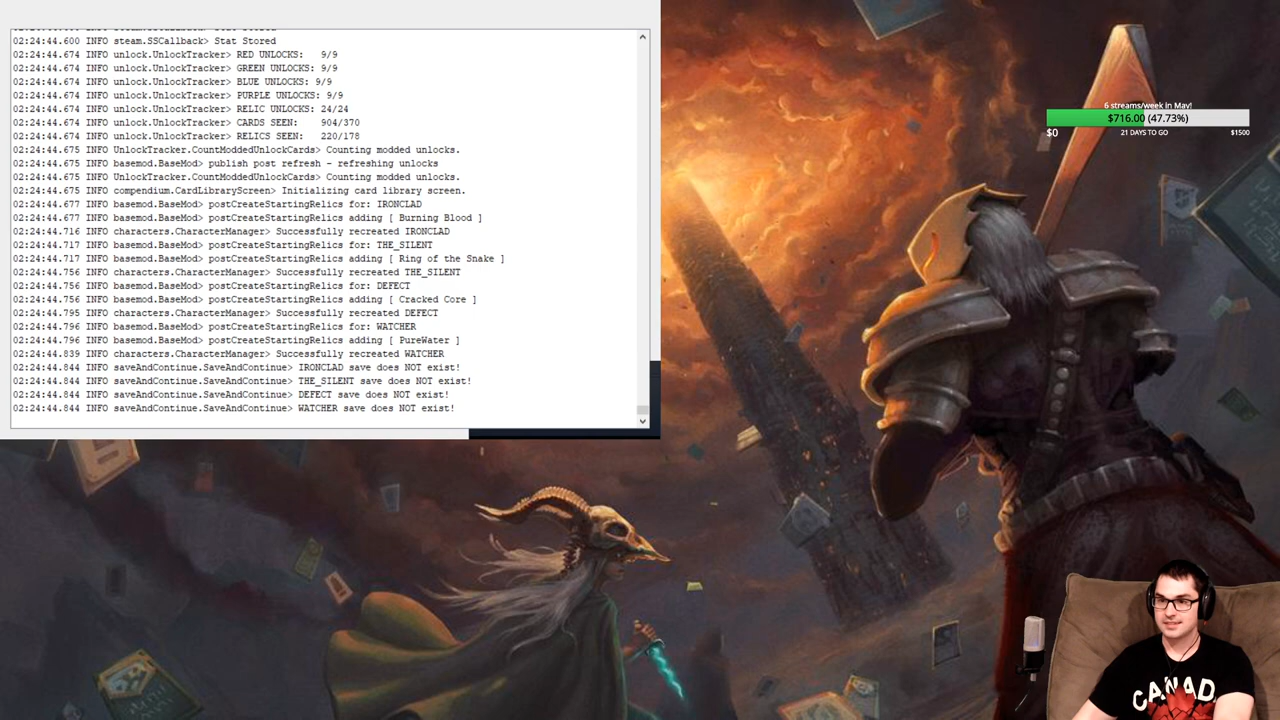 02:24:44.600 INFO steam.SSCallback> Stat Stored
02:24:44.674 INFO unlock.UnlockTracker> RED UNLOCKS: 9/9
02:24:44.674 INFO unlock.UnlockTracker> GREEN UNLOCKS: 9/9
02:24:44.674 INFO unlock.UnlockTracker> BLUE UNLOCKS: 9/9
02:24:44.674 INFO unlock.UnlockTracker> PURPLE UNLOCKS: 9/9
02:24:44.674 INFO unlock.UnlockTracker> RELIC UNLOCKS: 24/24
02:24:44.674 INFO unlock.UnlockTracker> CARDS SEEN: 904/370
02:24:44.674 INFO unlock.UnlockTracker> RELICS SEEN: 220/178
02:24:44.675 INFO UnlockTracker.CountModdedUnlockCards> Counting modded unlocks.
02:24:44.675 INFO basemod.BaseMod> publish post refresh - refreshing unlocks
02:24:44.675 INFO UnlockTracker.CountModdedUnlockCards> Counting modded unlocks.
02:24:44.675 INFO compendium.CardLibraryScreen> Initializing card library screen.
02:24:44.677 INFO basemod.BaseMod> postCreateStartingRelics for: IRONCLAD
02:24:44.677 INFO basemod.BaseMod> postCreateStartingRelics adding [ Burning Blood ]
02:24:44.716 INFO characters.CharacterManager> Successfully recreated IRONCLAD
02:24:44.717 INFO basemod.BaseMod> postCreateStartingRelics for: THE_SILENT
02:24:44.717 INFO basemod.BaseMod> postCreateStartingRelics adding [ Ring of the Snake ]
02:24:44.756 INFO characters.CharacterManager> Successfully recreated THE_SILENT
02:24:44.756 INFO basemod.BaseMod> postCreateStartingRelics for: DEFECT
02:24:44.756 INFO basemod.BaseMod> postCreateStartingRelics adding [ Cracked Core ]
02:24:44.795 INFO characters.CharacterManager> Successfully recreated DEFECT
02:24:44.796 INFO basemod.BaseMod> postCreateStartingRelics for: WATCHER
02:24:44.796 INFO basemod.BaseMod> postCreateStartingRelics adding [ PureWater ]
02:24:44.839 INFO characters.CharacterManager> Successfully recreated WATCHER
02:24:44.844 INFO saveAndContinue.SaveAndContinue> IRONCLAD save does NOT exist!
02:24:44.844 INFO saveAndContinue.SaveAndContinue> THE_SILENT save does NOT exist!
02:24:44.844 INFO saveAndContinue.SaveAndContinue> DEFECT save does NOT exist!
02:24:44.844 INFO saveAndContinue.SaveAndContinue> WATCHER save does NOT exist!
6 streams/week in May!
$716.00 (47.73%)
$0 21 DAYS TO GO $1500
CANAD